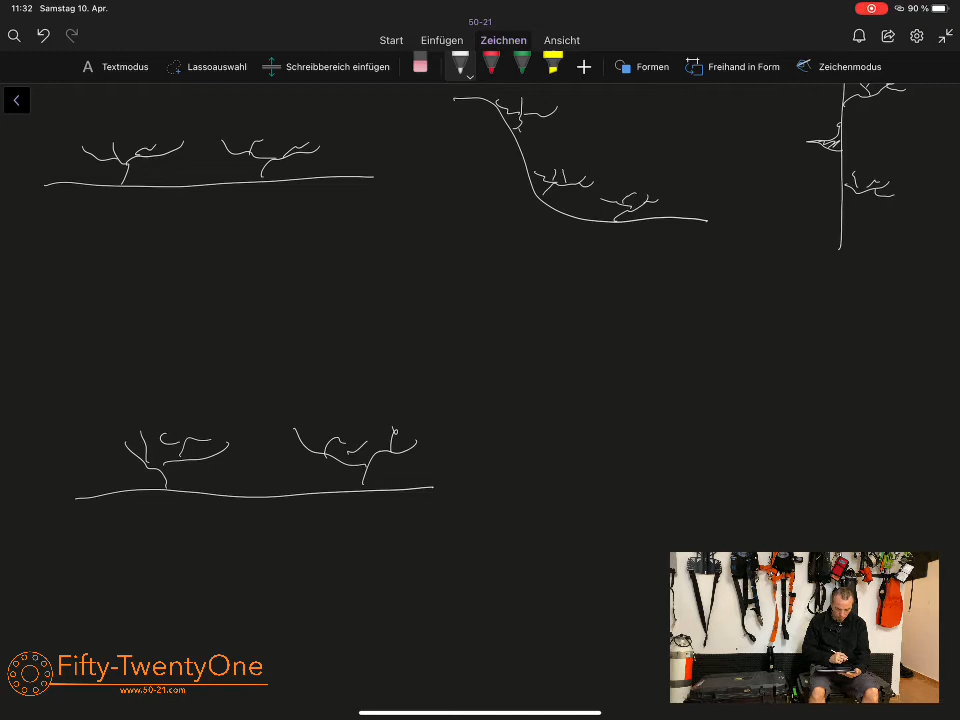 11:32 Samstag 10. Apr.
90 %
50-21
Start Einfügen Zeichnen Ansicht
A Textmodus Lassoauswahl Schreibbereich einfügen Formen Freihand in Form Zeichenmodus
Fifty-TwentyOne
www.50-21.com